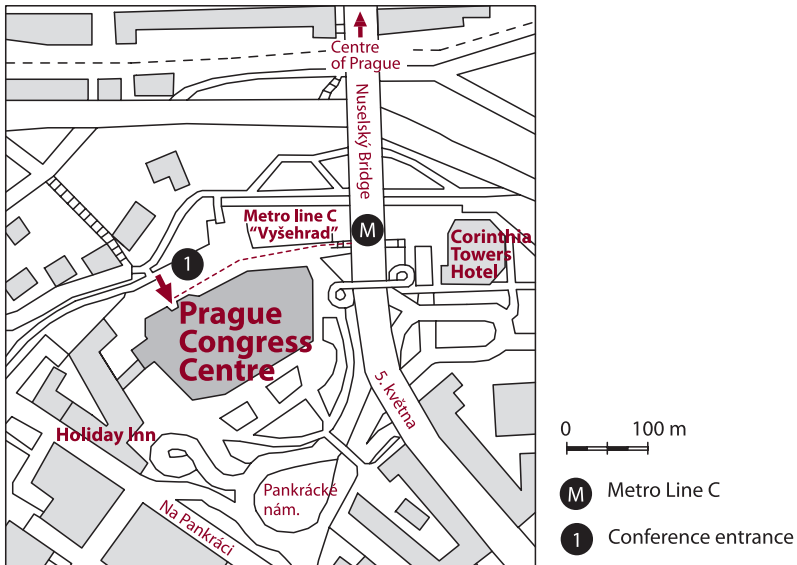 Centre
of Prague
Nuselský Bridge
Metro line C
“Vyšehrad”
M
Corinthia
Towers
Hotel
1
Prague
Congress
Centre
5. května
Holiday Inn
Pankrácké
nám.
Na Pankráci
0 100 m
M Metro Line C
1 Conference entrance